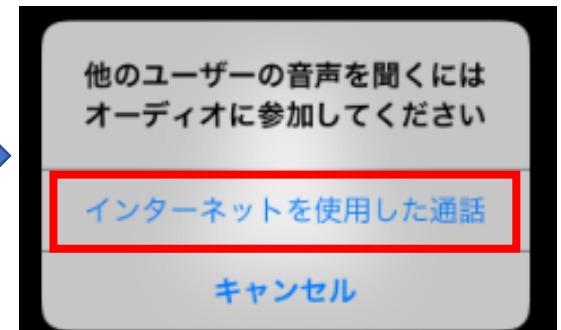 他のユーザーの音声を聞くには
オーディオに参加してください
インターネットを使用した通話
キャンセル